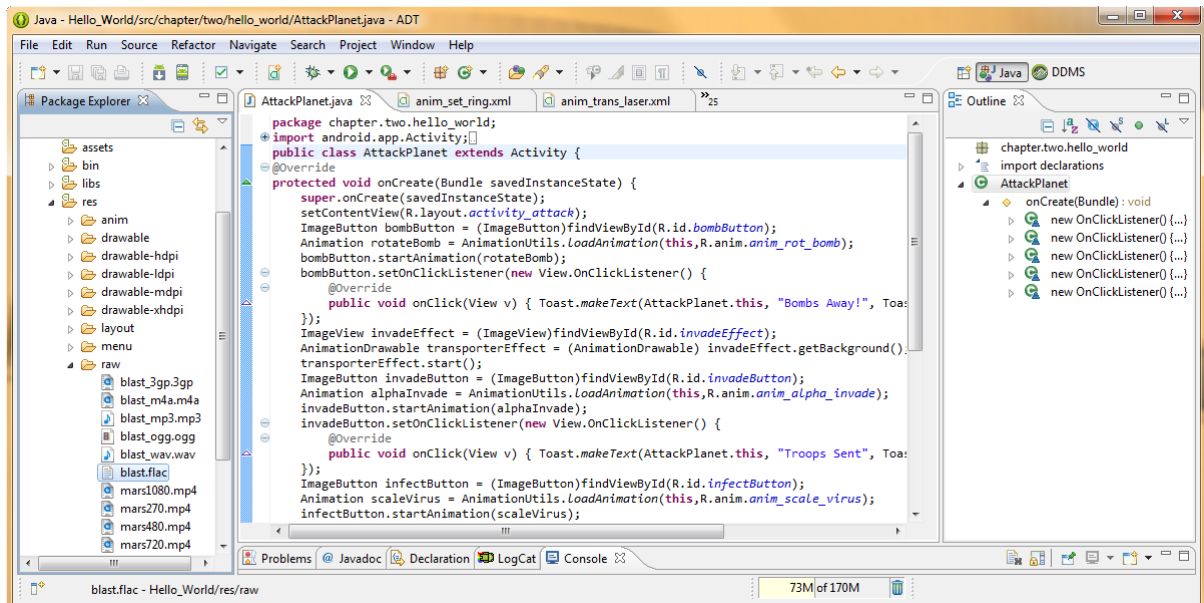 Java - Hello_World/src/chapter/two/hello_world/AttackPlanet.java - ADT
File Edit Run Source Refactor Navigate Search Project Window Help
Java DDMS
Package Explorer
assets
bin
libs
res
anim
drawable
drawable-hdpi
drawable-ldpi
drawable-mdpi
drawable-xhdpi
layout
menu
raw
blast_3gp.3gp
blast_m4a.m4a
blast_mp3.mp3
blast_ogg.ogg
blast_wav.wav
blast.flac
mars1080.mp4
mars270.mp4
mars480.mp4
mars720.mp4
AttackPlanet.java anim_set_ring.xml anim_trans_laser.xml »25
package chapter.two.hello_world;
import android.app.Activity;
public class AttackPlanet extends Activity {
@Override
protected void onCreate(Bundle savedInstanceState) {
super.onCreate(savedInstanceState);
setContentView(R.layout.activity_attack);
ImageButton bombButton = (ImageButton)findViewById(R.id.bombButton);
Animation rotateBomb = AnimationUtils.loadAnimation(this,R.anim.anim_rot_bomb);
bombButton.startAnimation(rotateBomb);
bombButton.setOnClickListener(new View.OnClickListener() {
@Override
public void onClick(View v) { Toast.makeText(AttackPlanet.this, "Bombs Away!", Toas
});
ImageView invadeEffect = (ImageView)findViewById(R.id.invadeEffect);
AnimationDrawable transporterEffect = (AnimationDrawable) invadeEffect.getBackground();
transporterEffect.start();
ImageButton invadeButton = (ImageButton)findViewById(R.id.invadeButton);
Animation alphaInvade = AnimationUtils.loadAnimation(this,R.anim.anim_alpha_invade);
invadeButton.startAnimation(alphaInvade);
invadeButton.setOnClickListener(new View.OnClickListener() {
@Override
public void onClick(View v) { Toast.makeText(AttackPlanet.this, "Troops Sent", Toas
});
ImageButton infectButton = (ImageButton)findViewById(R.id.infectButton);
Animation scaleVirus = AnimationUtils.loadAnimation(this,R.anim.anim_scale_virus);
infectButton.startAnimation(scaleVirus);
Outline
chapter.two.hello_world
import declarations
AttackPlanet
onCreate(Bundle) : void
new OnClickListener() {...}
new OnClickListener() {...}
new OnClickListener() {...}
new OnClickListener() {...}
new OnClickListener() {...}
Problems @ Javadoc Declaration LogCat Console
blast.flac - Hello_World/res/raw
73M of 170M